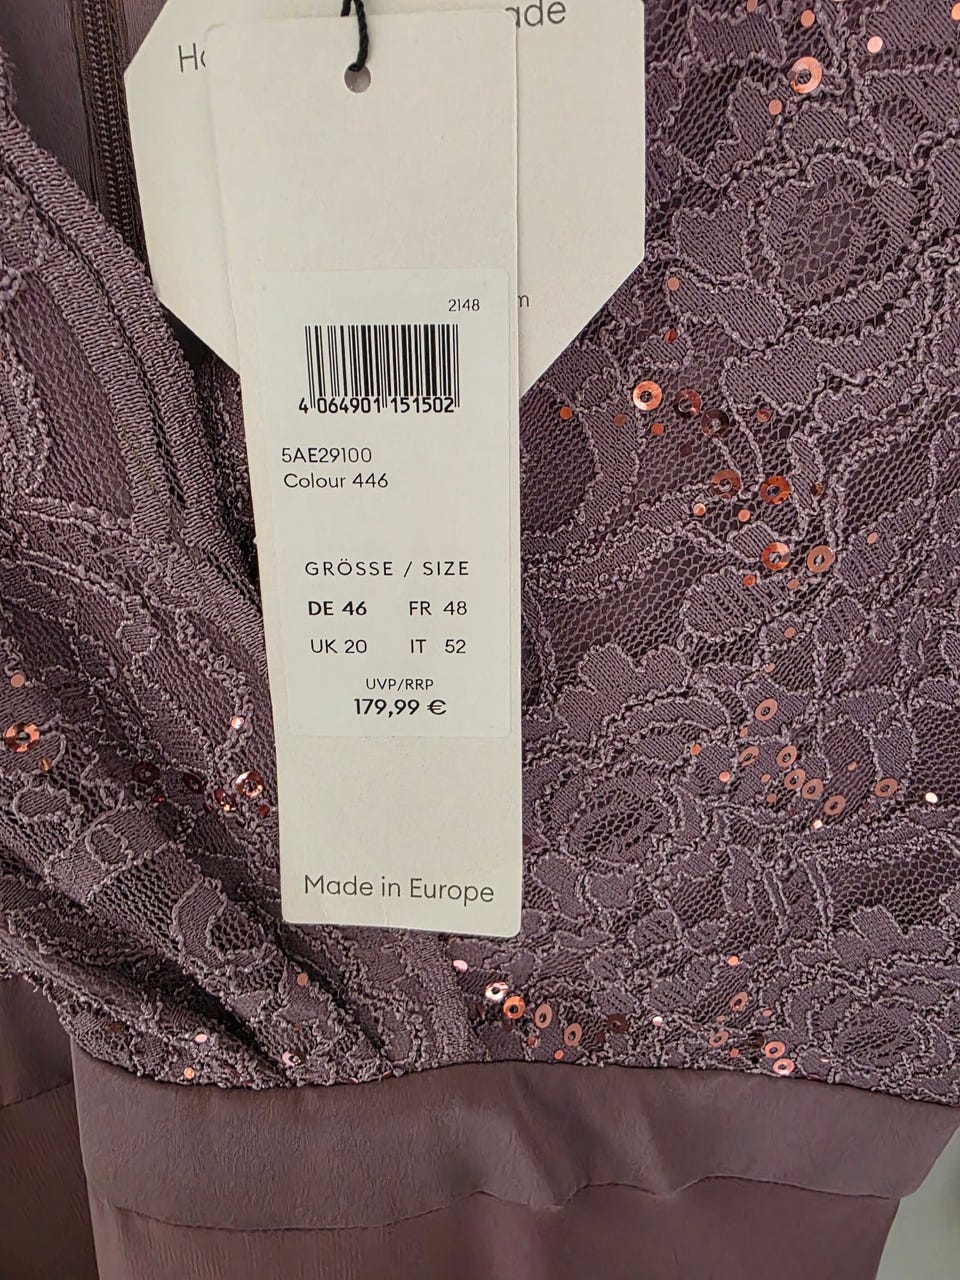 ade
2148
4 064901 151502
5AE29100
Colour 446
GRÖSSE / SIZE
DE 46 FR 48
UK 20 IT 52
UVP/RRP
179,99 €
Made in Europe